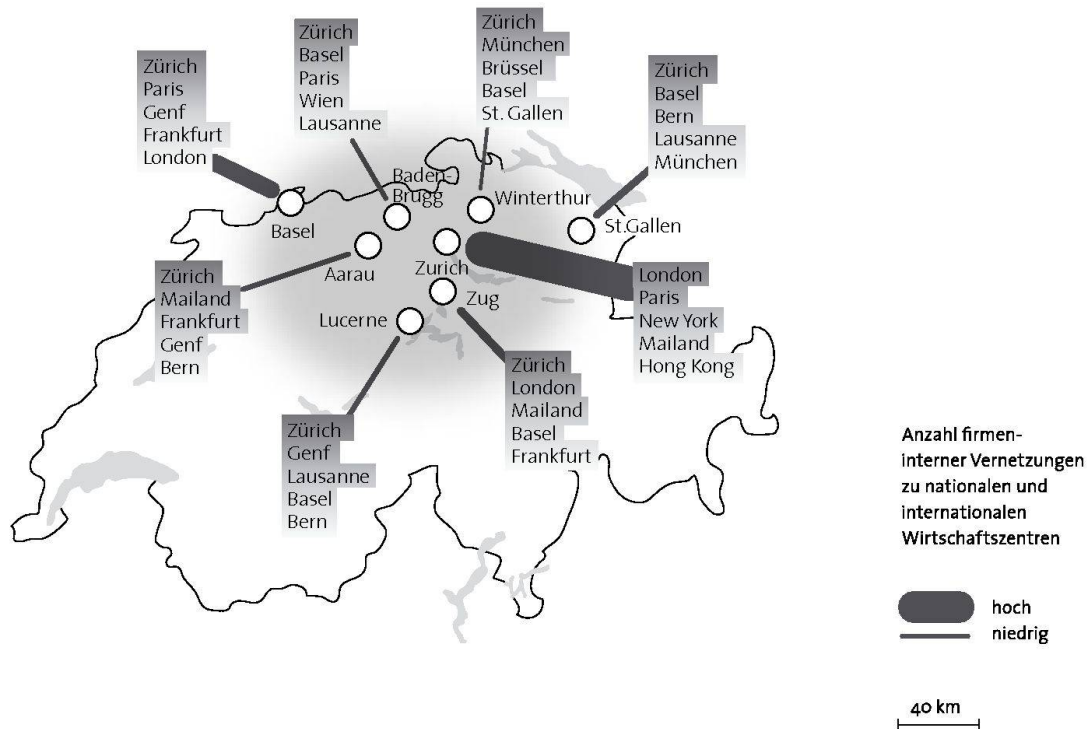 Zürich
Paris
Genf
Frankfurt
London
Zürich
Basel
Paris
Wien
Lausanne
Zürich
München
Brüssel
Basel
St. Gallen
Zürich
Basel
Bern
Lausanne
München
Baden-
Brugg
Winterthur
Basel
St.Gallen
Aarau
Zurich
Zug
Lucerne
Zürich
Mailand
Frankfurt
Genf
Bern
London
Paris
New York
Mailand
Hong Kong
Zürich
London
Mailand
Basel
Frankfurt
Zürich
Genf
Lausanne
Basel
Bern
Anzahl firmen-
interner Vernetzungen
zu nationalen und
internationalen
Wirtschaftszentren
hoch
niedrig
40 km